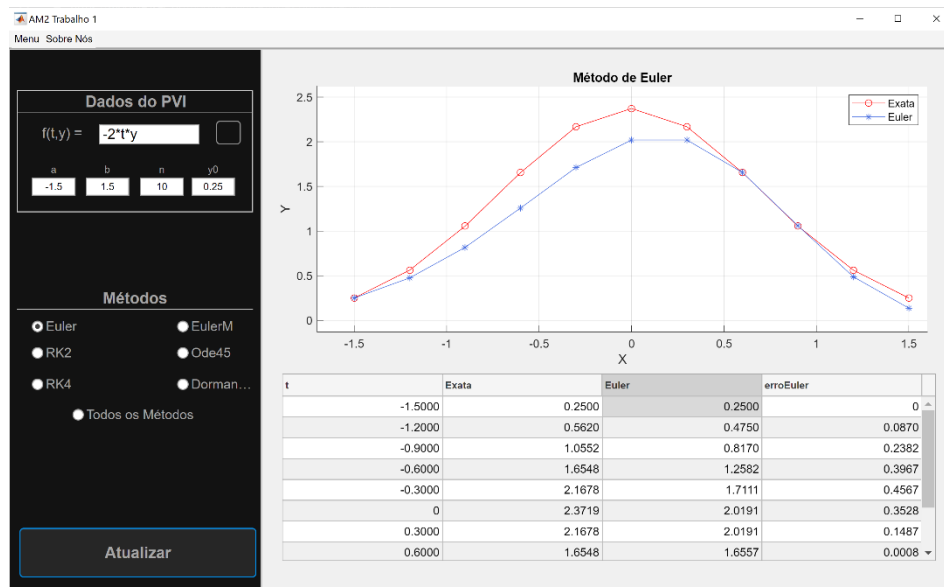 AM2 Trabalho 1
Menu Sobre Nós
Dados do PVI
f(t,y) = -2*t*y
a b n y0
-1.5 1.5 10 0.25
Métodos
Euler EulerM
RK2 Ode45
RK4 Dorman...
Todos os Métodos
Atualizar
Método de Euler
Exata
Euler
2.5
2
1.5
1
0.5
0
Y
-1.5 -1 -0.5 0 0.5 1 1.5
X
t Exata Euler erroEuler
-1.5000 0.2500 0.2500 0
-1.2000 0.5620 0.4750 0.0870
-0.9000 1.0552 0.8170 0.2382
-0.6000 1.6548 1.2582 0.3967
-0.3000 2.1678 1.7111 0.4567
0 2.3719 2.0191 0.3528
0.3000 2.1678 2.0191 0.1487
0.6000 1.6548 1.6557 0.0008